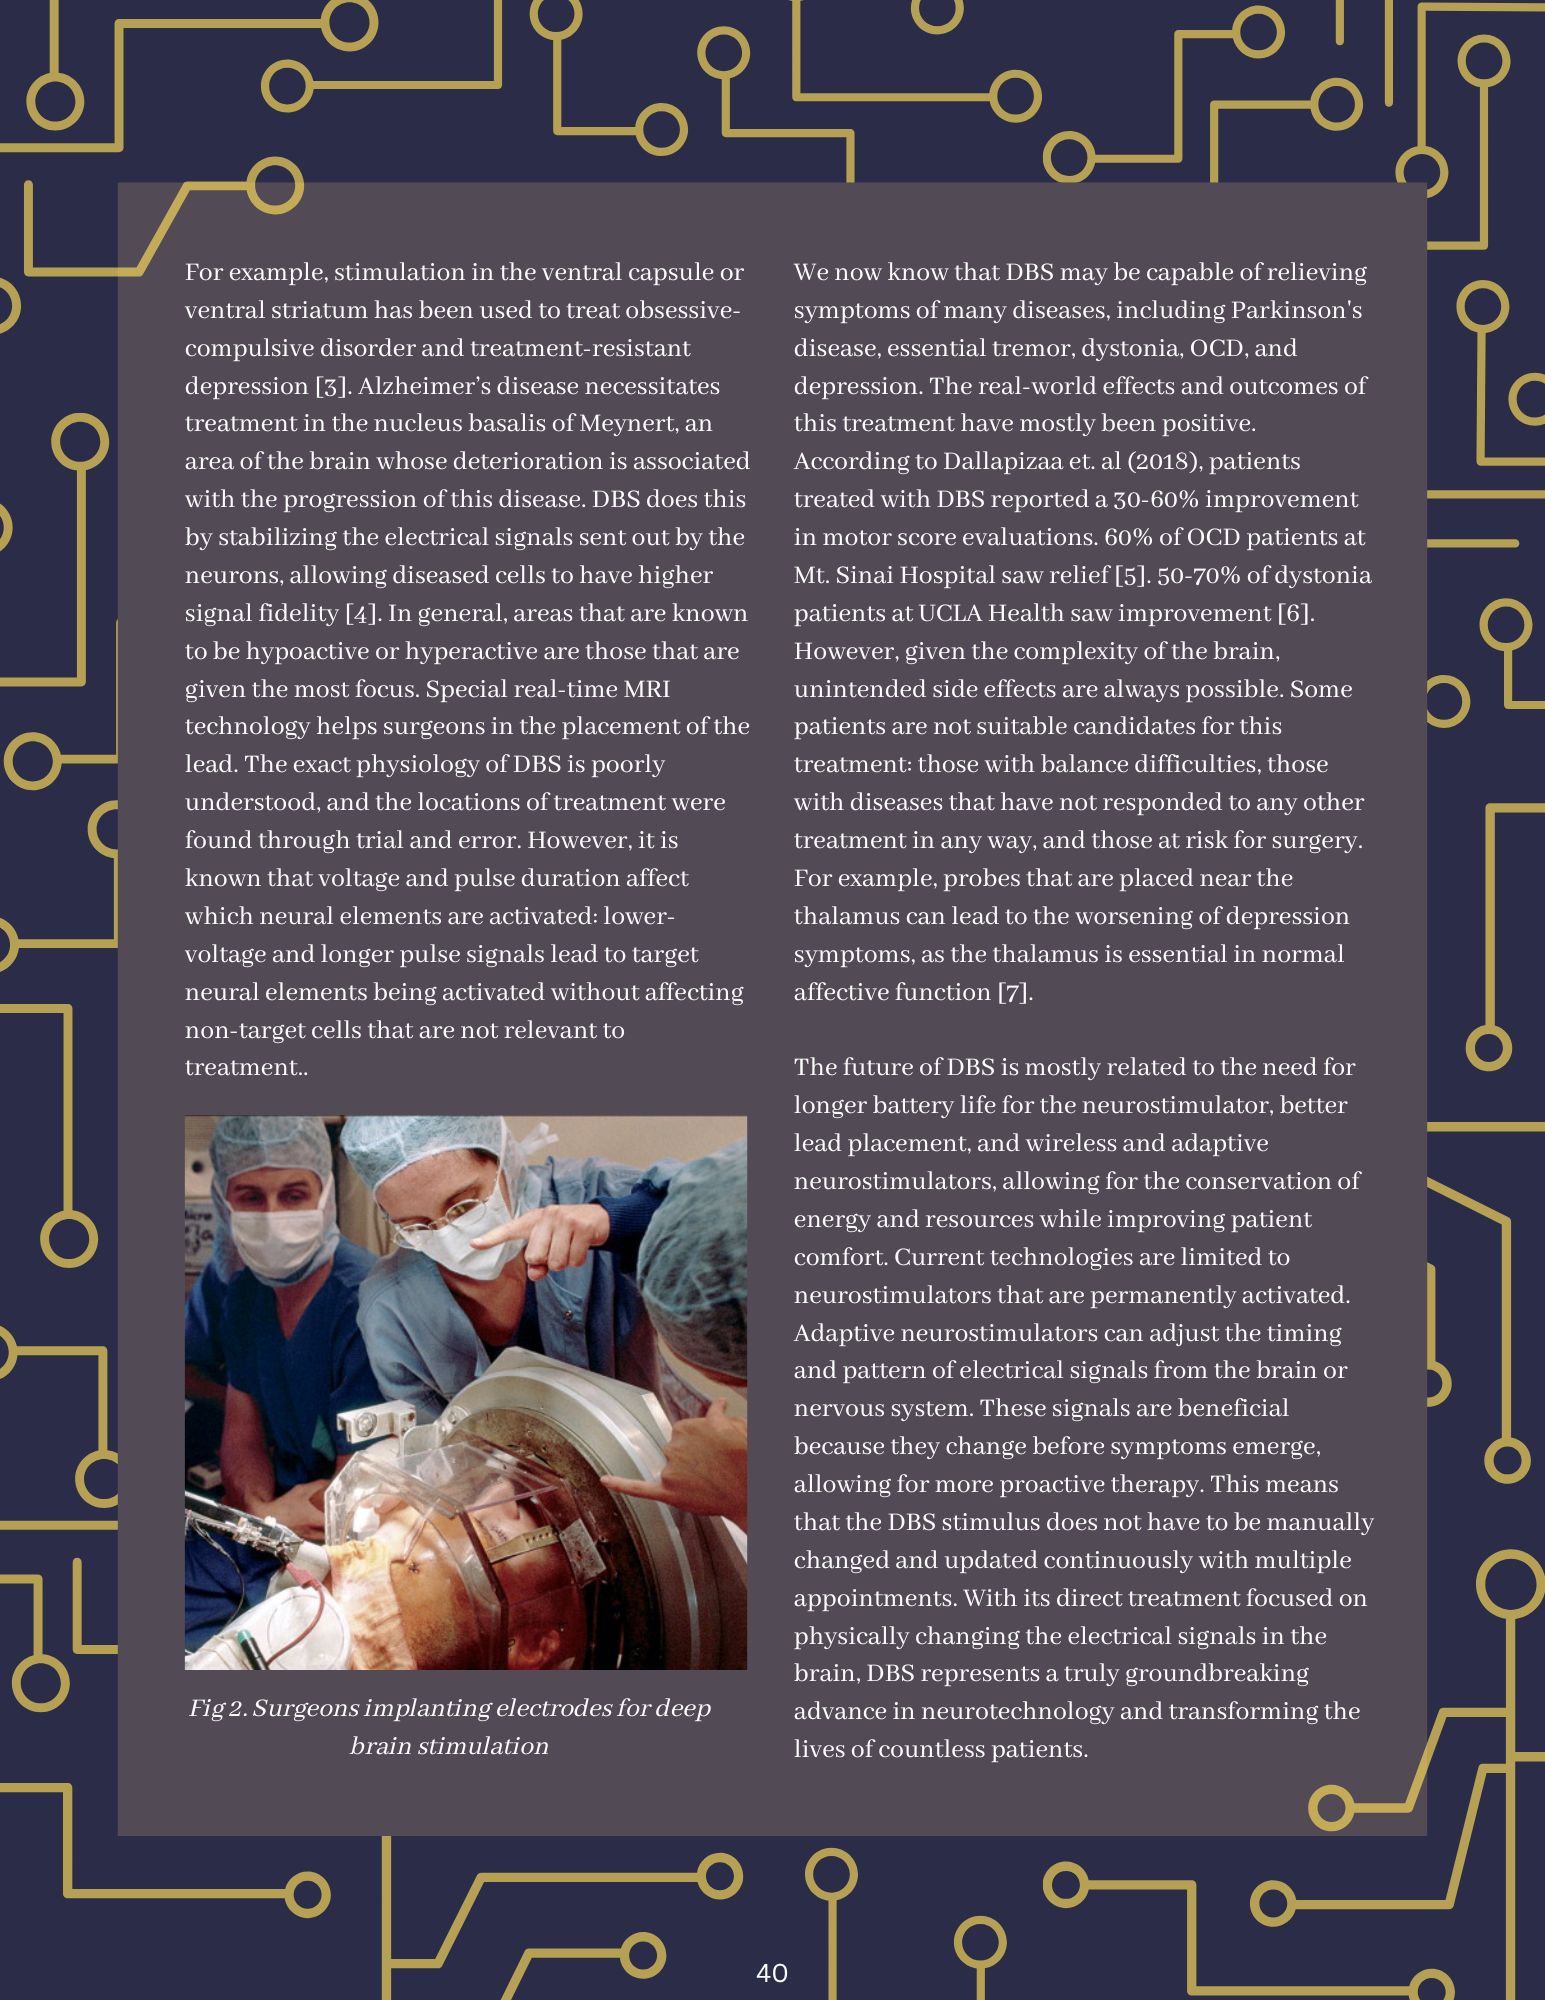 For example, stimulation in the ventral capsule or
ventral striatum has been used to treat obsessive-
compulsive disorder and treatment-resistant
depression [3]. Alzheimer’s disease necessitates
treatment in the nucleus basalis of Meynert, an
area of the brain whose deterioration is associated
with the progression of this disease. DBS does this
by stabilizing the electrical signals sent out by the
neurons, allowing diseased cells to have higher
signal fidelity [4]. In general, areas that are known
to be hypoactive or hyperactive are those that are
given the most focus. Special real-time MRI
technology helps surgeons in the placement of the
lead. The exact physiology of DBS is poorly
understood, and the locations of treatment were
found through trial and error. However, it is
known that voltage and pulse duration affect
which neural elements are activated: lower-
voltage and longer pulse signals lead to target
neural elements being activated without affecting
non-target cells that are not relevant to
treatment..
Fig 2. Surgeons implanting electrodes for deep
brain stimulation
We now know that DBS may be capable of relieving
symptoms of many diseases, including Parkinson's
disease, essential tremor, dystonia, OCD, and
depression. The real-world effects and outcomes of
this treatment have mostly been positive.
According to Dallapizaa et. al (2018), patients
treated with DBS reported a 30-60% improvement
in motor score evaluations. 60% of OCD patients at
Mt. Sinai Hospital saw relief [5]. 50-70% of dystonia
patients at UCLA Health saw improvement [6].
However, given the complexity of the brain,
unintended side effects are always possible. Some
patients are not suitable candidates for this
treatment: those with balance difficulties, those
with diseases that have not responded to any other
treatment in any way, and those at risk for surgery.
For example, probes that are placed near the
thalamus can lead to the worsening of depression
symptoms, as the thalamus is essential in normal
affective function [7].
The future of DBS is mostly related to the need for
longer battery life for the neurostimulator, better
lead placement, and wireless and adaptive
neurostimulators, allowing for the conservation of
energy and resources while improving patient
comfort. Current technologies are limited to
neurostimulators that are permanently activated.
Adaptive neurostimulators can adjust the timing
and pattern of electrical signals from the brain or
nervous system. These signals are beneficial
because they change before symptoms emerge,
allowing for more proactive therapy. This means
that the DBS stimulus does not have to be manually
changed and updated continuously with multiple
appointments. With its direct treatment focused on
physically changing the electrical signals in the
brain, DBS represents a truly groundbreaking
advance in neurotechnology and transforming the
lives of countless patients.
40